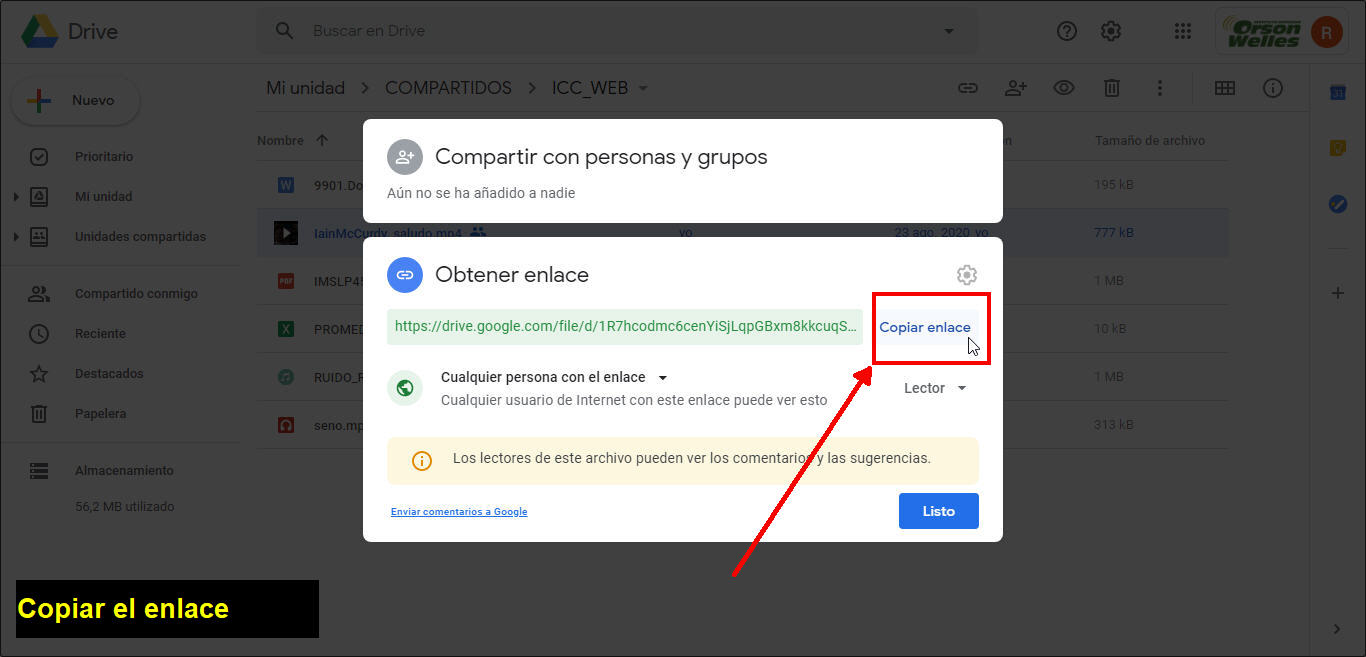 Drive
Buscar en Drive
Orson
Welles
R
Nuevo
Mi unidad
COMPARTIDOS
ICC_WEB
31
Nombre
Tamaño de archivo
Prioritario
Mi unidad
Unidades compartidas
Compartido conmigo
Reciente
Destacados
Papelera
Almacenamiento
56,2 MB utilizado
W
9901.Do
195 kB
IainMcCurdy_saludo.mp4
yo
23 ago. 2020 yo
777 kB
PDF
IMSLP45
1 MB
X
PROMED
10 kB
RUIDO_R
1 MB
seno.mp
313 kB
Compartir con personas y grupos
Aún no se ha añadido a nadie
Obtener enlace
https://drive.google.com/file/d/1R7hcodmc6cenYiSjLqpGBxm8kkcuqS...
Copiar enlace
Cualquier persona con el enlace
Cualquier usuario de Internet con este enlace puede ver esto
Lector
Los lectores de este archivo pueden ver los comentarios y las sugerencias.
Enviar comentarios a Google
Listo
Copiar el enlace